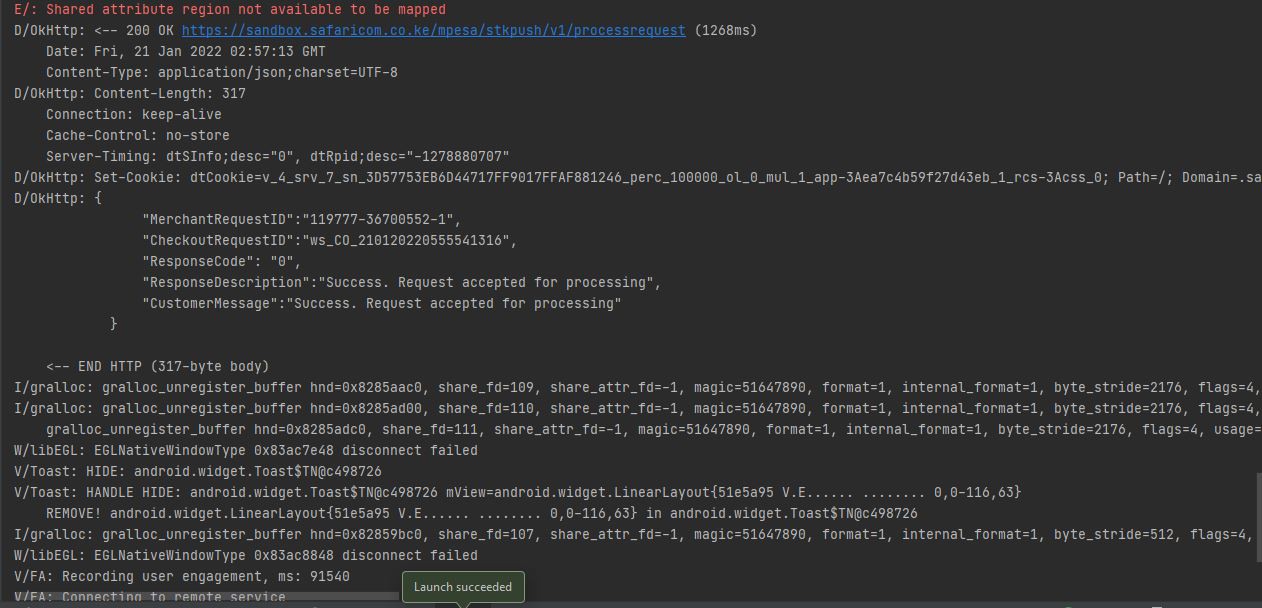 E/: Shared attribute region not available to be mapped
D/OkHttp: <-- 200 OK https://sandbox.safaricom.co.ke/mpesa/stkpush/v1/processrequest (1268ms)
    Date: Fri, 21 Jan 2022 02:57:13 GMT
    Content-Type: application/json;charset=UTF-8
D/OkHttp: Content-Length: 317
    Connection: keep-alive
    Cache-Control: no-store
    Server-Timing: dtSInfo;desc="0", dtRpid;desc="-1278880707"
D/OkHttp: Set-Cookie: dtCookie=v_4_srv_7_sn_3D57753EB6D44717FF9017FFAF881246_perc_100000_ol_0_mul_1_app-3Aea7c4b59f27d43eb_1_rcs-3Acss_0; Path=/; Domain=.sa
D/OkHttp: {
                "MerchantRequestID":"119777-36700552-1",
                "CheckoutRequestID":"ws_CO_210120220555541316",
                "ResponseCode": "0",
                "ResponseDescription":"Success. Request accepted for processing",
                "CustomerMessage":"Success. Request accepted for processing"
            }
    <-- END HTTP (317-byte body)
I/gralloc: gralloc_unregister_buffer hnd=0x8285aac0, share_fd=109, share_attr_fd=-1, magic=51647890, format=1, internal_format=1, byte_stride=2176, flags=4,
I/gralloc: gralloc_unregister_buffer hnd=0x8285ad00, share_fd=110, share_attr_fd=-1, magic=51647890, format=1, internal_format=1, byte_stride=2176, flags=4,
    gralloc_unregister_buffer hnd=0x8285adc0, share_fd=111, share_attr_fd=-1, magic=51647890, format=1, internal_format=1, byte_stride=2176, flags=4, usage=
W/libEGL: EGLNativeWindowType 0x83ac7e48 disconnect failed
V/Toast: HIDE: android.widget.Toast$TN@c498726
V/Toast: HANDLE HIDE: android.widget.Toast$TN@c498726 mView=android.widget.LinearLayout{51e5a95 V.E...... ........ 0,0-116,63}
    REMOVE! android.widget.LinearLayout{51e5a95 V.E...... ........ 0,0-116,63} in android.widget.Toast$TN@c498726
I/gralloc: gralloc_unregister_buffer hnd=0x82859bc0, share_fd=107, share_attr_fd=-1, magic=51647890, format=1, internal_format=1, byte_stride=512, flags=4,
W/libEGL: EGLNativeWindowType 0x83ac8848 disconnect failed
V/FA: Recording user engagement, ms: 91540
Launch succeeded
V/FA: Connecting to remote service